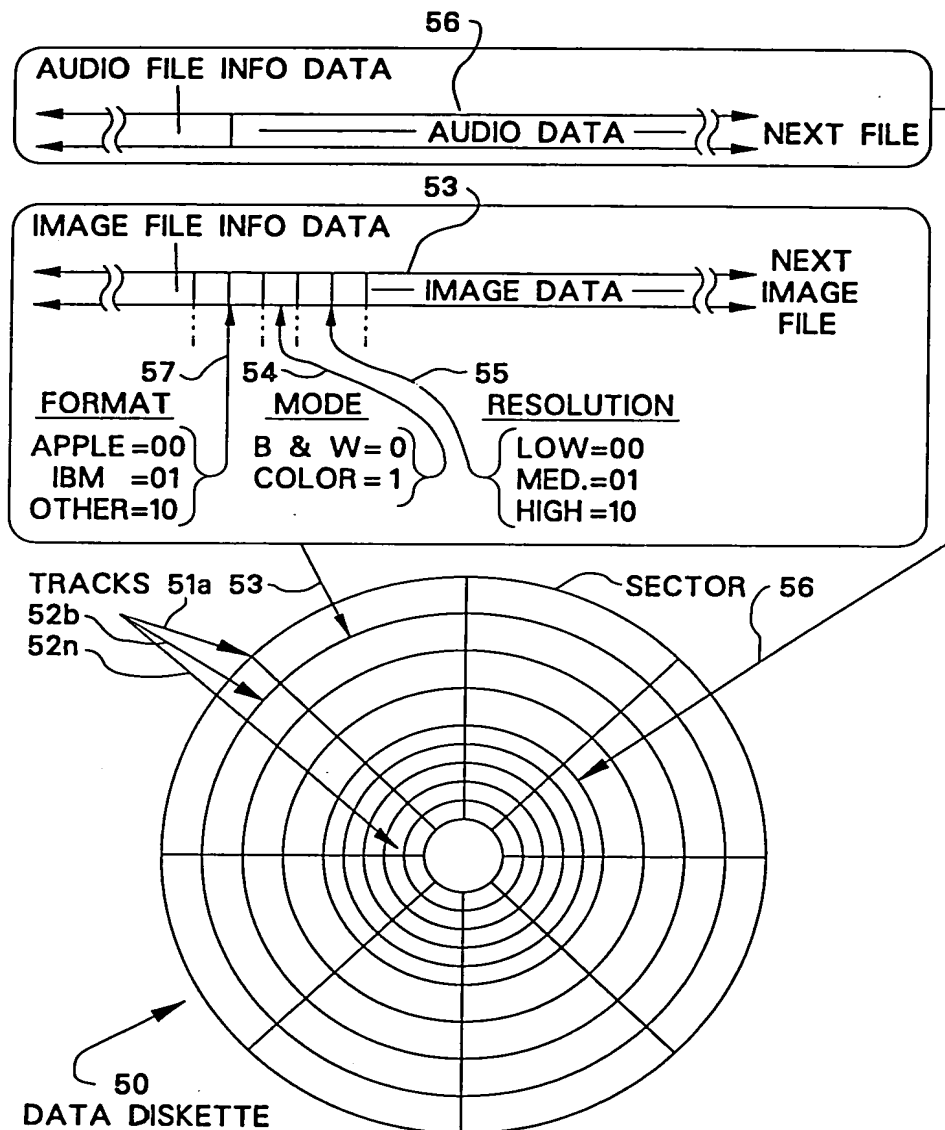 56
AUDIO FILE INFO DATA
AUDIO DATA
NEXT FILE
53
IMAGE FILE INFO DATA
IMAGE DATA
NEXT
IMAGE
FILE
57
54
55
FORMAT
APPLE=00
IBM =01
OTHER=10
MODE
B & W=0
COLOR=1
RESOLUTION
LOW=00
MED.=01
HIGH=10
TRACKS 51a 53
52b
52n
SECTOR 56
50
DATA DISKETTE